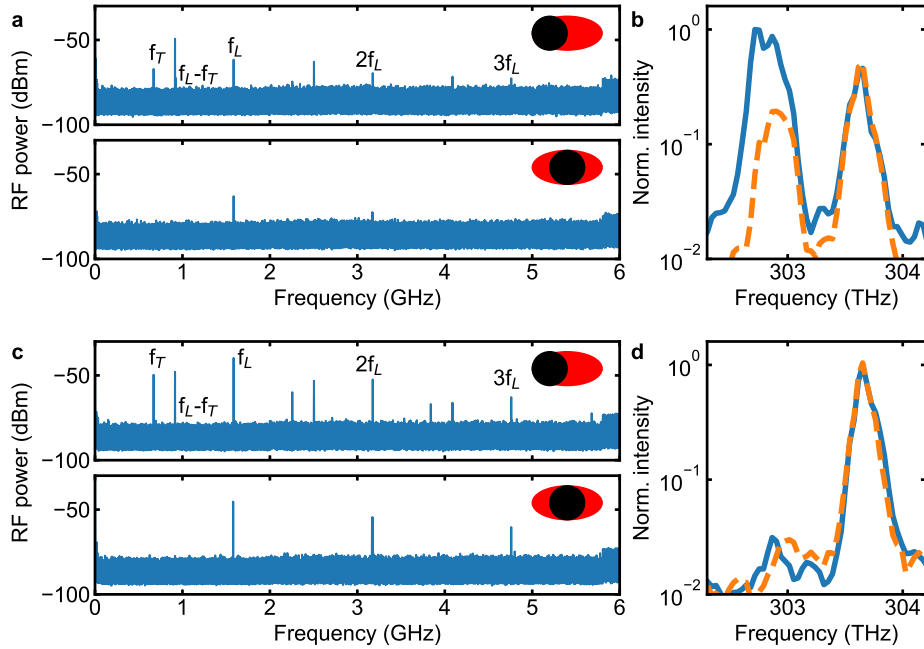 a
RF power (dBm)
−50
−100
f_T
f_L-f_T
f_L
2f_L
3f_L
−50
−100
0 1 2 3 4 5 6
Frequency (GHz)
b
Norm. intensity
10^0
10^-1
10^-2
303 304
Frequency (THz)
c
RF power (dBm)
−50
−100
f_T
f_L-f_T
f_L
2f_L
3f_L
−50
−100
0 1 2 3 4 5 6
Frequency (GHz)
d
Norm. intensity
10^0
10^-1
10^-2
303 304
Frequency (THz)